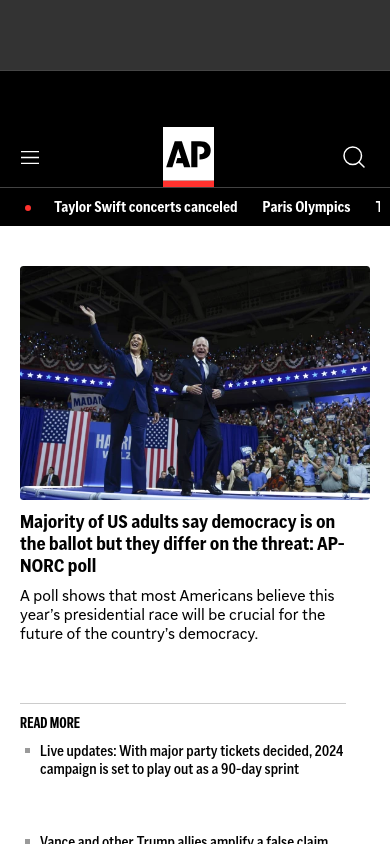 AP
Taylor Swift concerts canceled Paris Olympics
Majority of US adults say democracy is on
the ballot but they differ on the threat: AP-
NORC poll
A poll shows that most Americans believe this
year’s presidential race will be crucial for the
future of the country’s democracy.
READ MORE
Live updates: With major party tickets decided, 2024
campaign is set to play out as a 90-day sprint
Vance and other Trump allies amplify a false claim